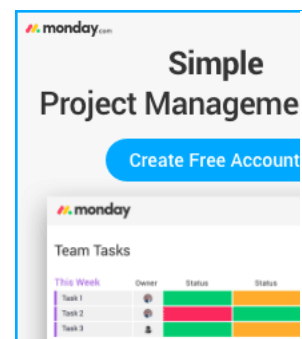 monday.com
Simple
Project Manageme
Create Free Account
monday
Team Tasks
This Week Owner Status Status
Task 1
Task 2
Task 3